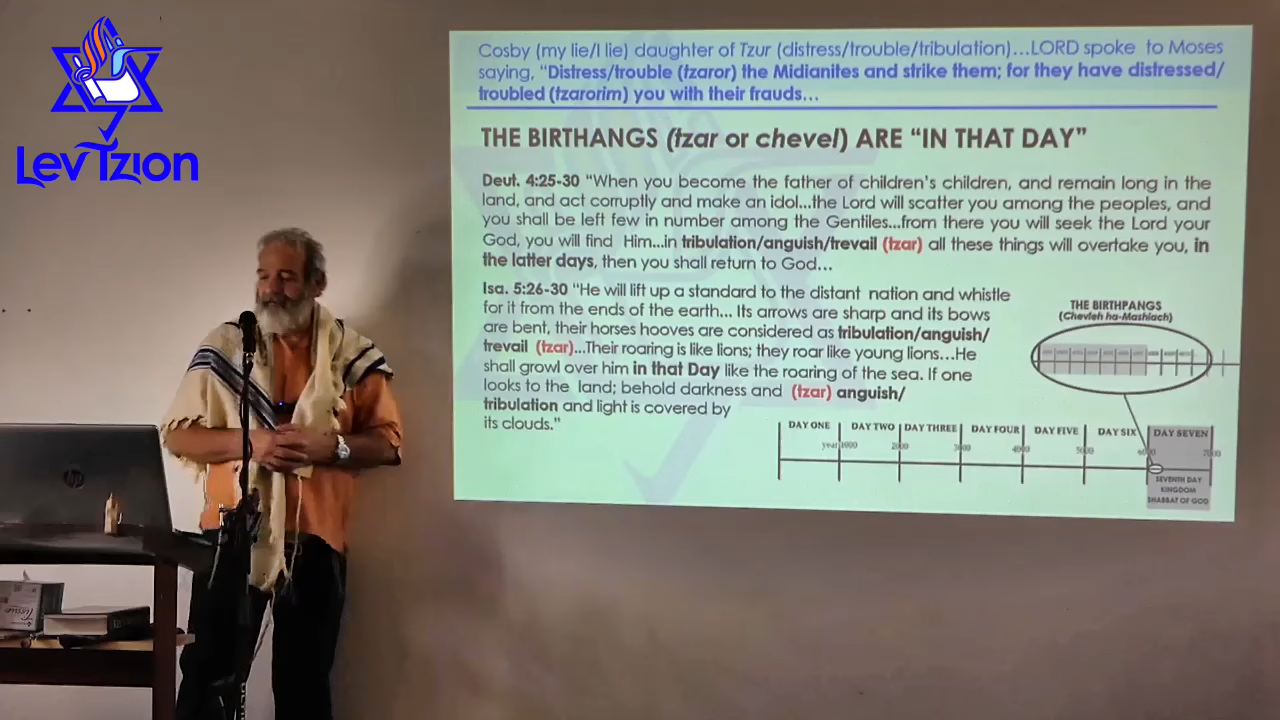 Lev Tzion
Cosby (my lie/I lie) daughter of Tzur (distress/trouble/tribulation)…LORD spoke to Moses
saying, “Distress/trouble (tzaror) the Midianites and strike them; for they have distressed/
troubled (tzarorim) you with their frauds…
THE BIRTHANGS (tzar or chevel) ARE “IN THAT DAY”
Deut. 4:25-30 “When you become the father of children’s children, and remain long in the
land, and act corruptly and make an idol…the Lord will scatter you among the peoples, and
you shall be left few in number among the Gentiles…from there you will seek the Lord your
God, you will find Him…in tribulation/anguish/trevail (tzar) all these things will overtake you, in
the latter days, then you shall return to God…
Isa. 5:26-30 “He will lift up a standard to the distant nation and whistle
for it from the ends of the earth… Its arrows are sharp and its bows
are bent, their horses hooves are considered as tribulation/anguish/
trevail (tzar)…Their roaring is like lions; they roar like young lions…He
shall growl over him in that Day like the roaring of the sea. If one
looks to the land; behold darkness and (tzar) anguish/
tribulation and light is covered by
its clouds.”
THE BIRTHPANGS
(Chevleh ha-Mashiach)
DAY ONE DAY TWO DAY THREE DAY FOUR DAY FIVE DAY SIX DAY SEVEN
year 1000 2000 3000 4000 5000 6000 7000
SEVENTH DAY
KINGDOM
SHABBAT OF GOD
hp
Tissue